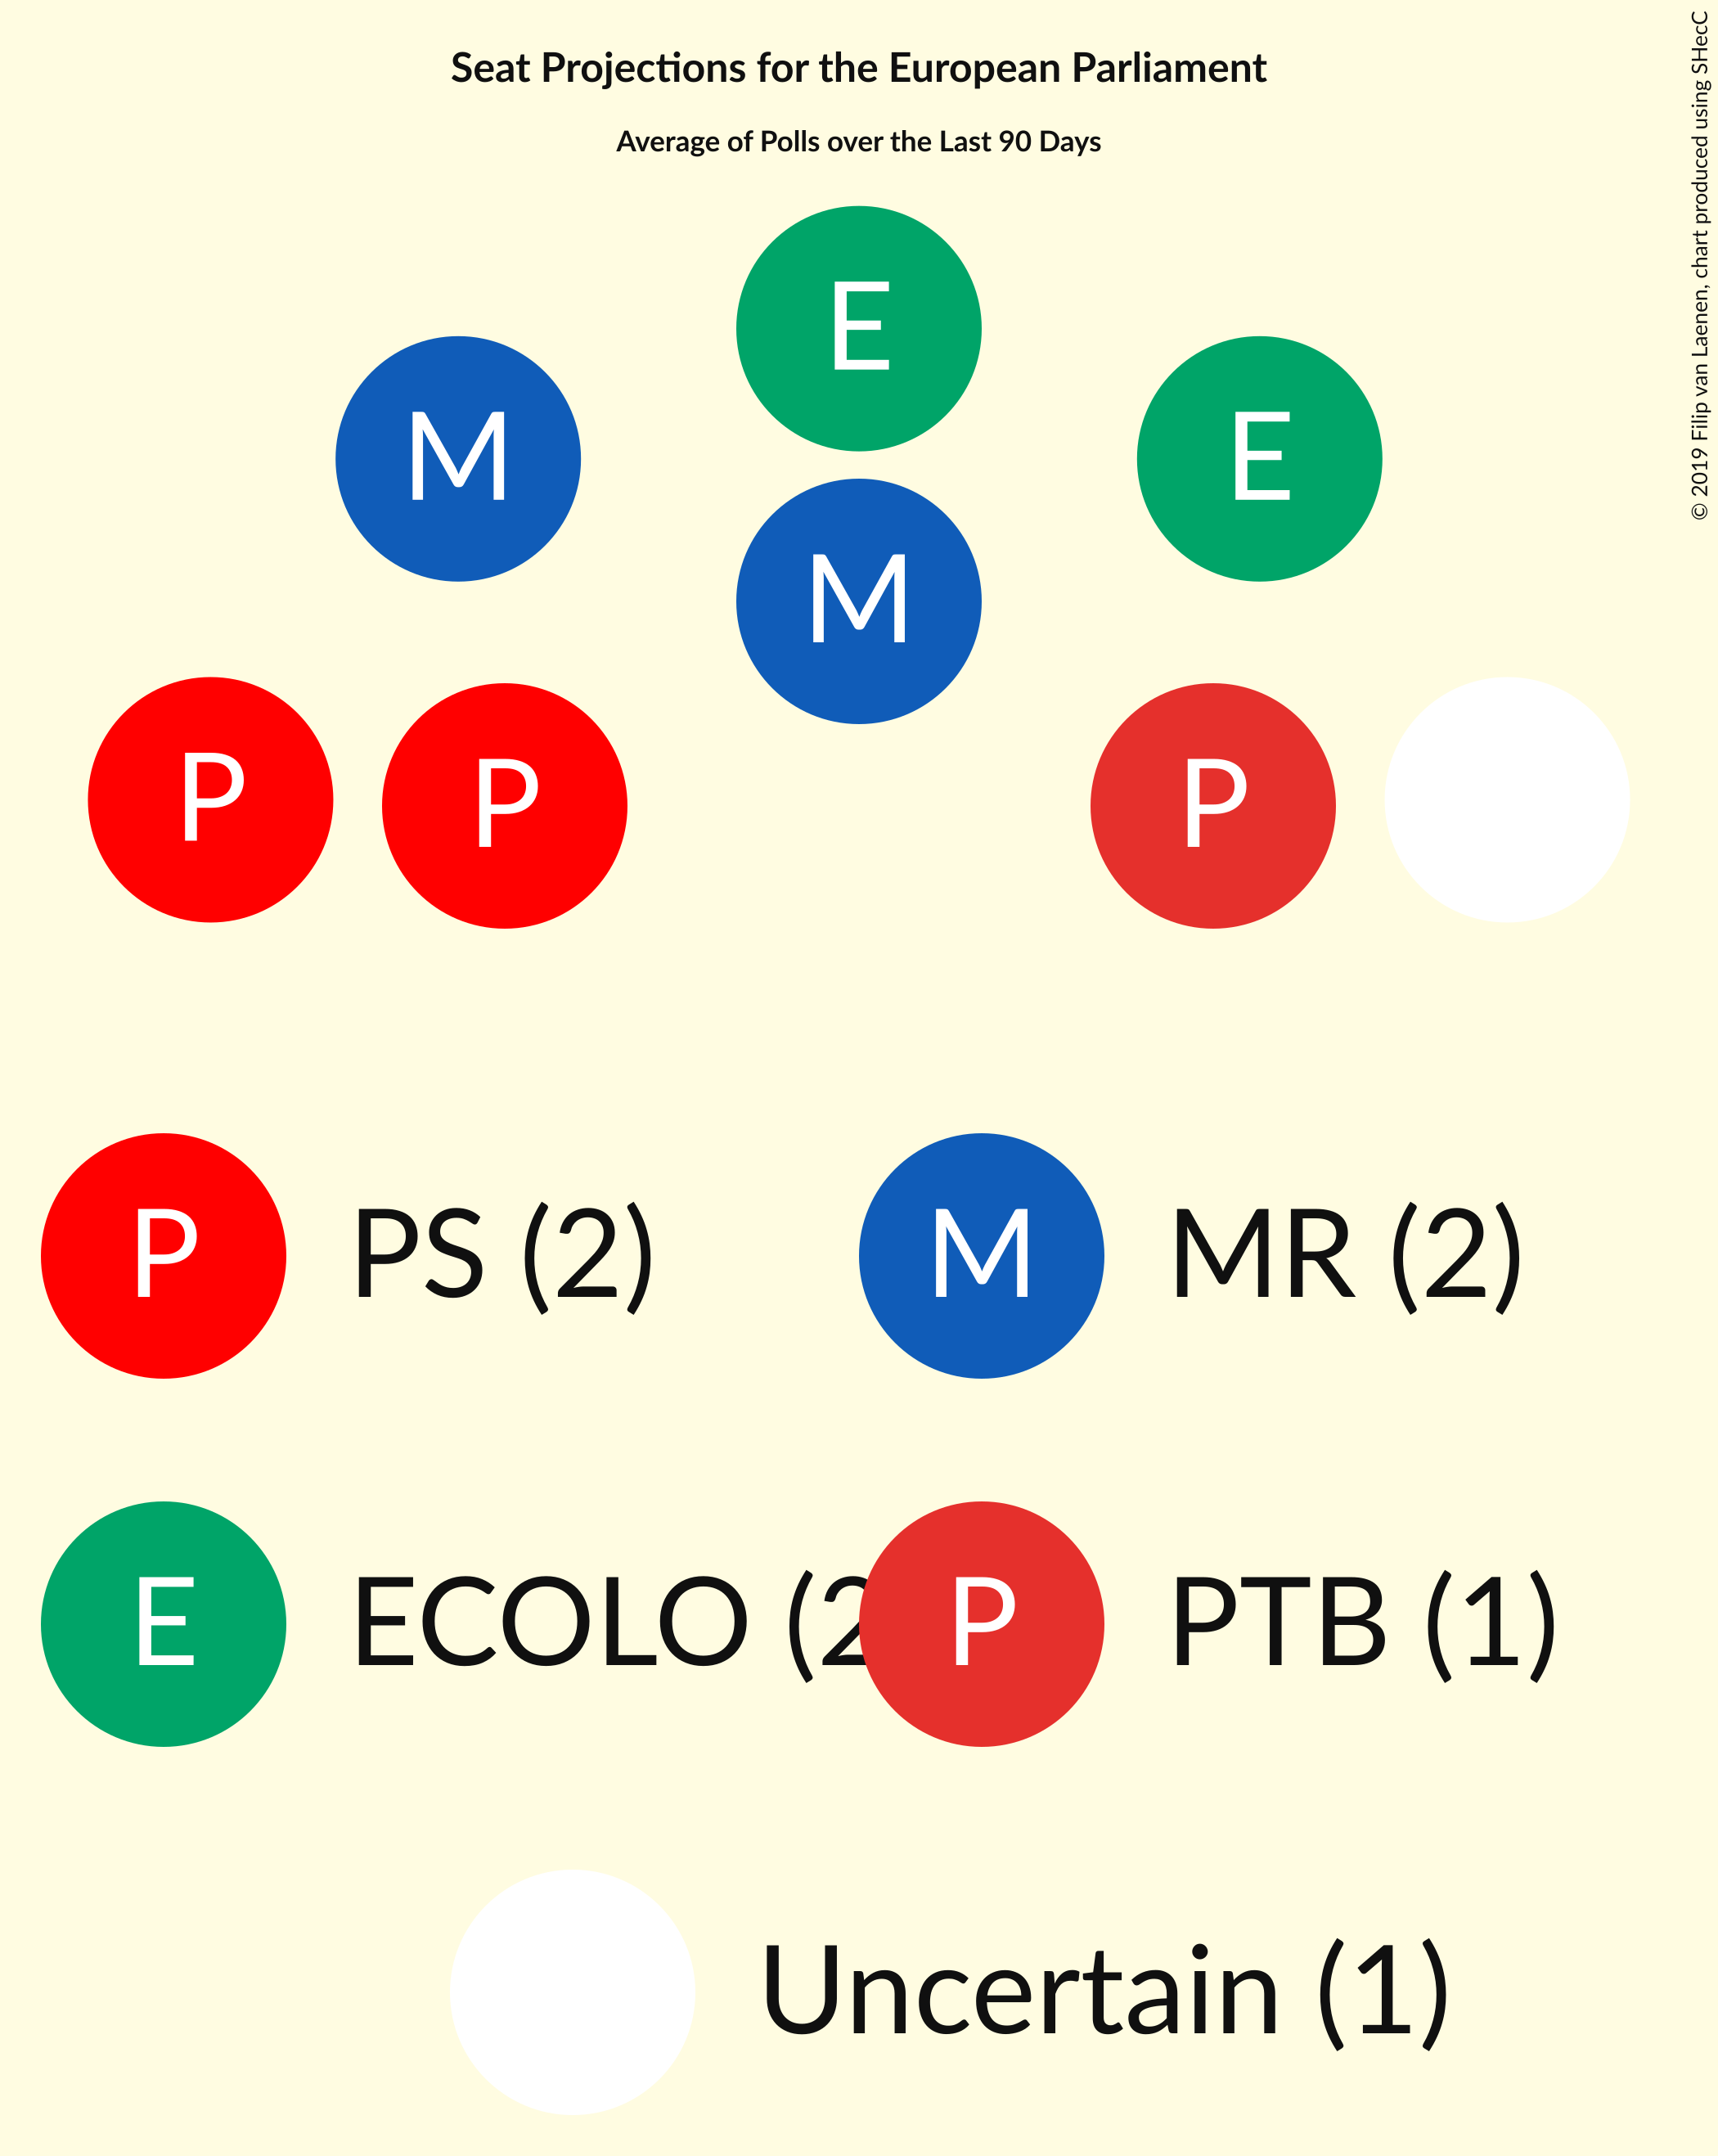 Seat Projections for the European Parliament
Average of Polls over the Last 90 Days
© 2019 Filip van Laenen, chart produced using SHecC
E
M
E
M
P
P
P
P PS (2)
M MR (2)
E ECOLO (2
P PTB (1)
Uncertain (1)